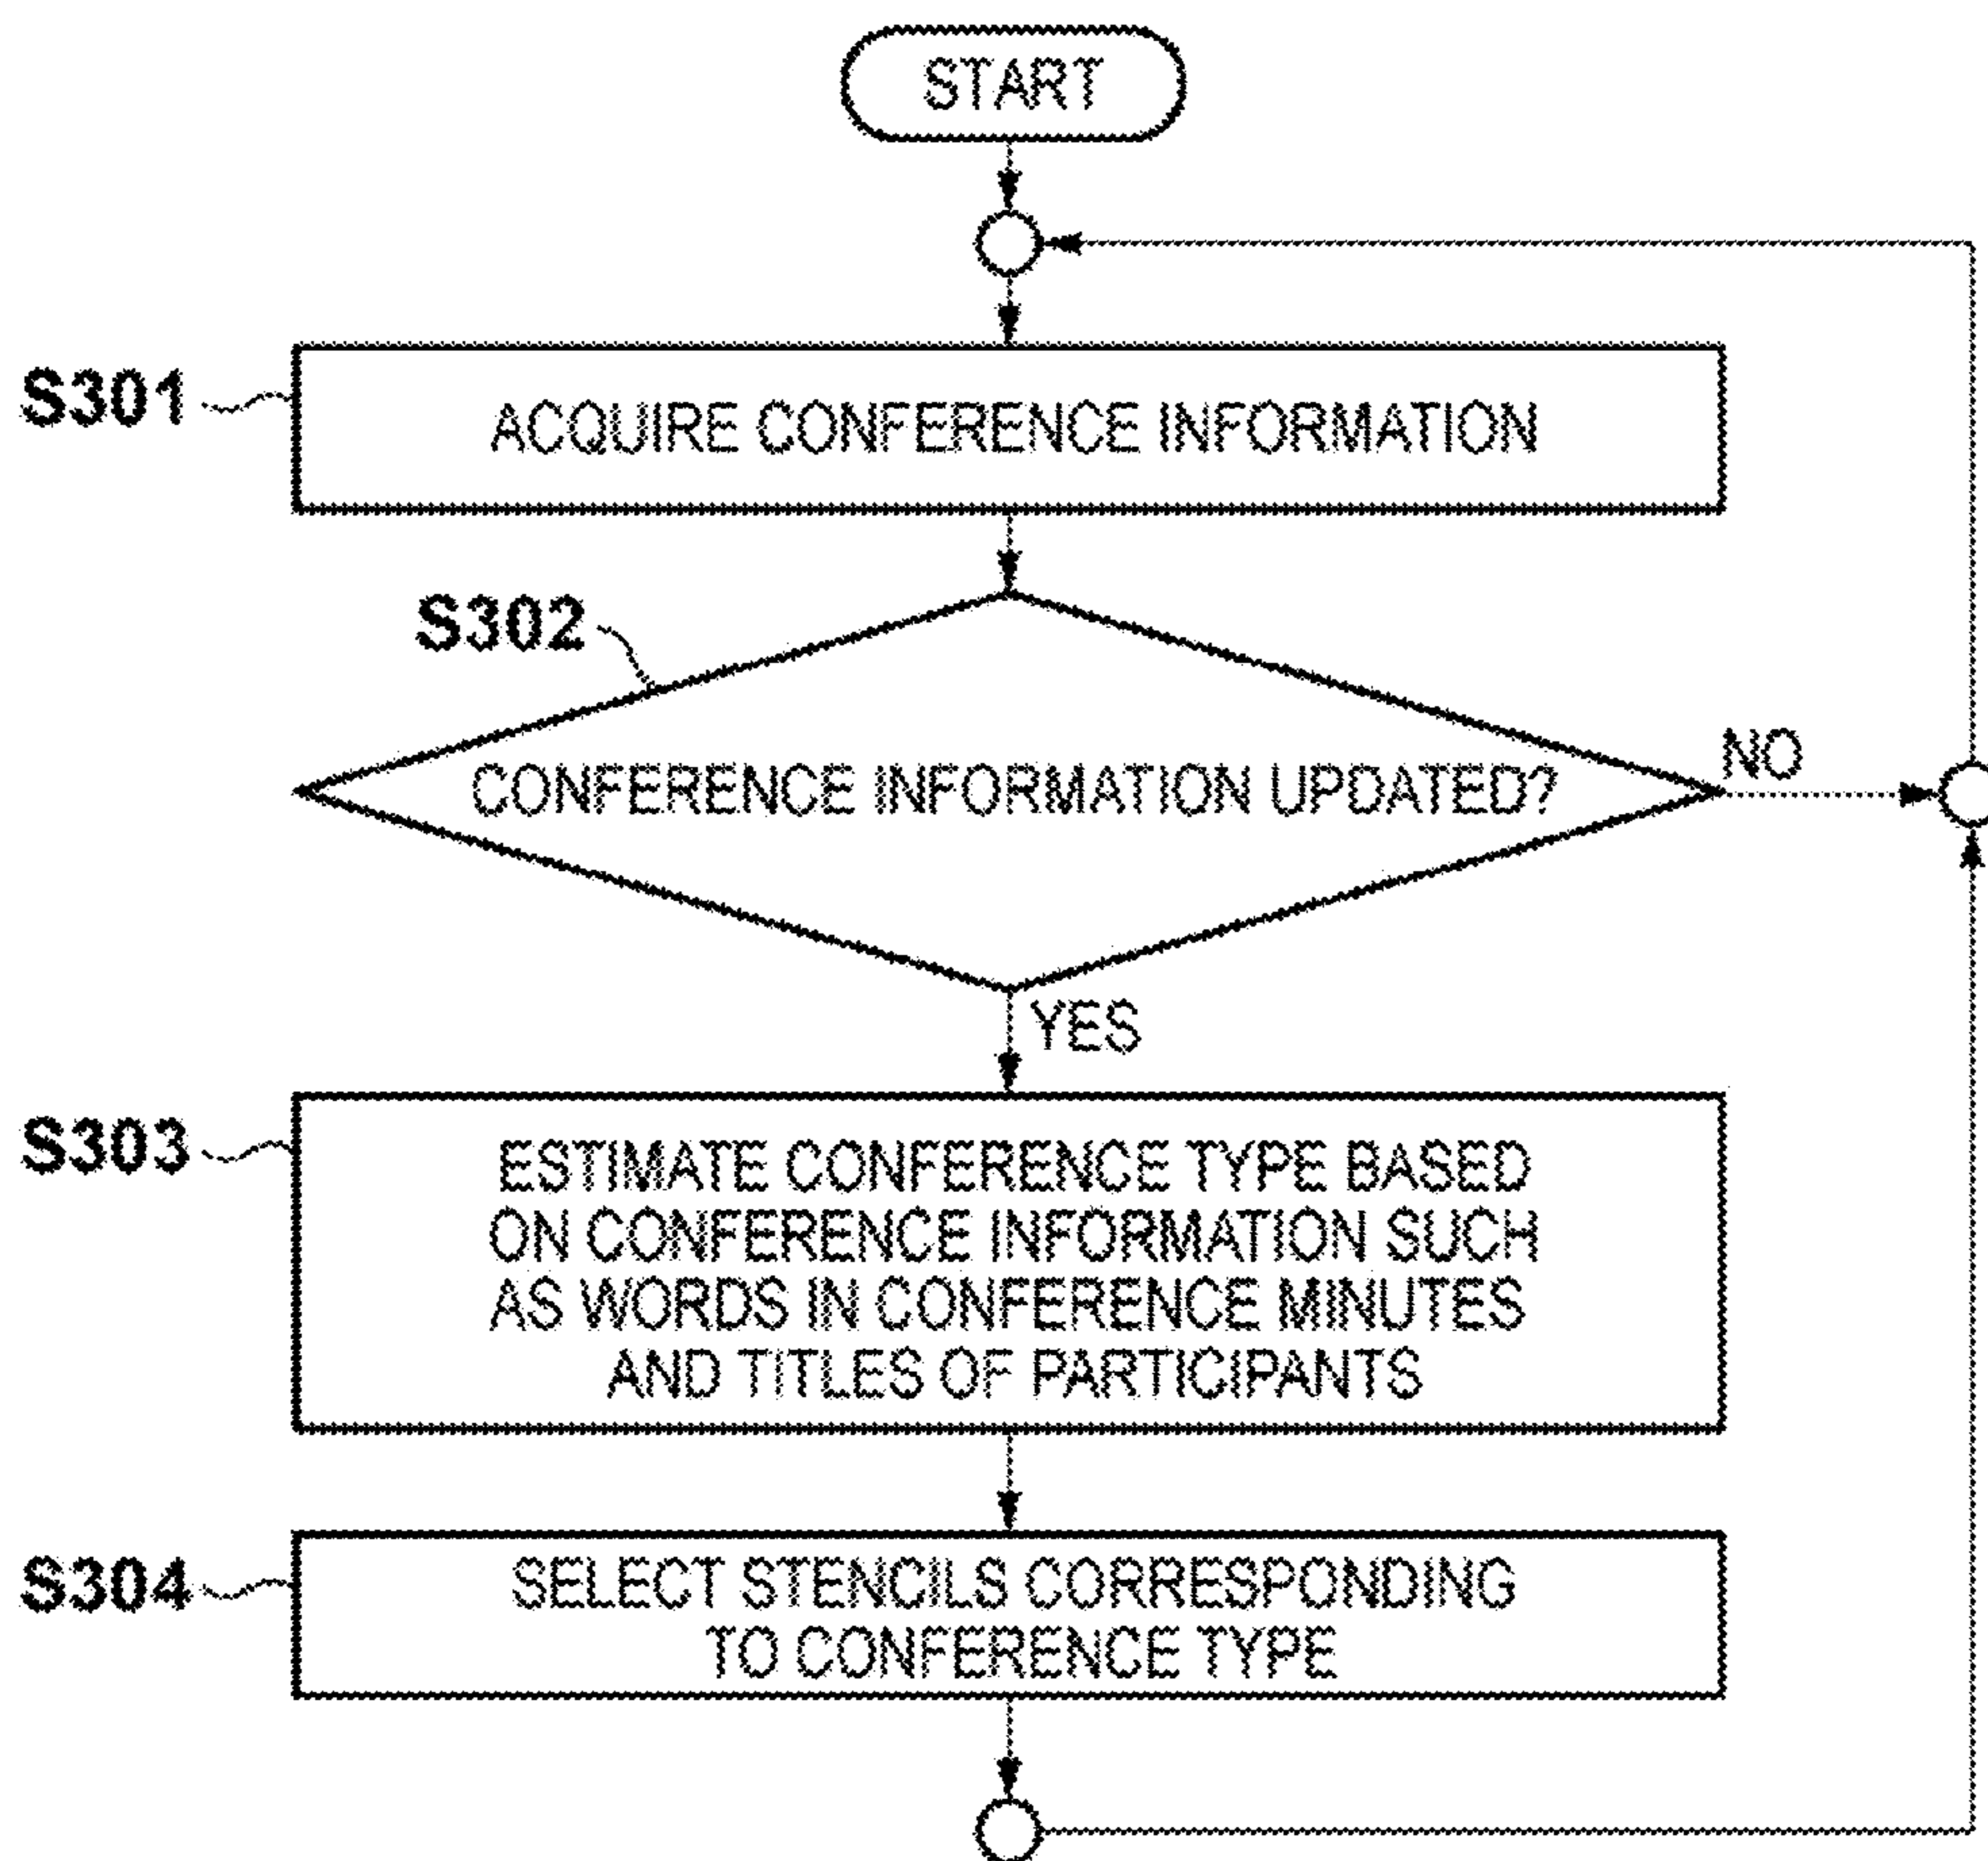 START
S301
ACQUIRE CONFERENCE INFORMATION
S302
CONFERENCE INFORMATION UPDATED?
NO
YES
S303
ESTIMATE CONFERENCE TYPE BASED
ON CONFERENCE INFORMATION SUCH
AS WORDS IN CONFERENCE MINUTES
AND TITLES OF PARTICIPANTS
S304
SELECT STENCILS CORRESPONDING
TO CONFERENCE TYPE